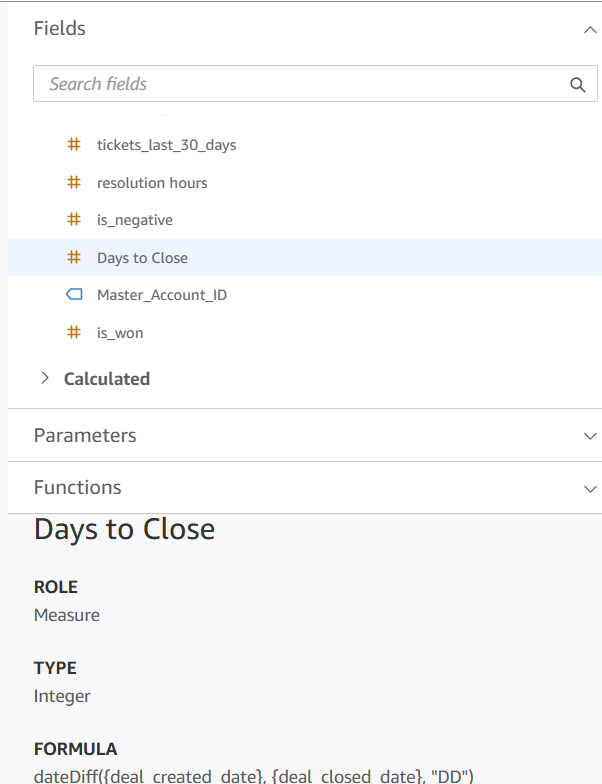 Fields
Search fields
tickets_last_30_days
resolution hours
is_negative
Days to Close
Master_Account_ID
is_won
Calculated
Parameters
Functions
Days to Close
ROLE
Measure
TYPE
Integer
FORMULA
dateDiff({deal_created_date}, {deal_closed_date}, "DD")